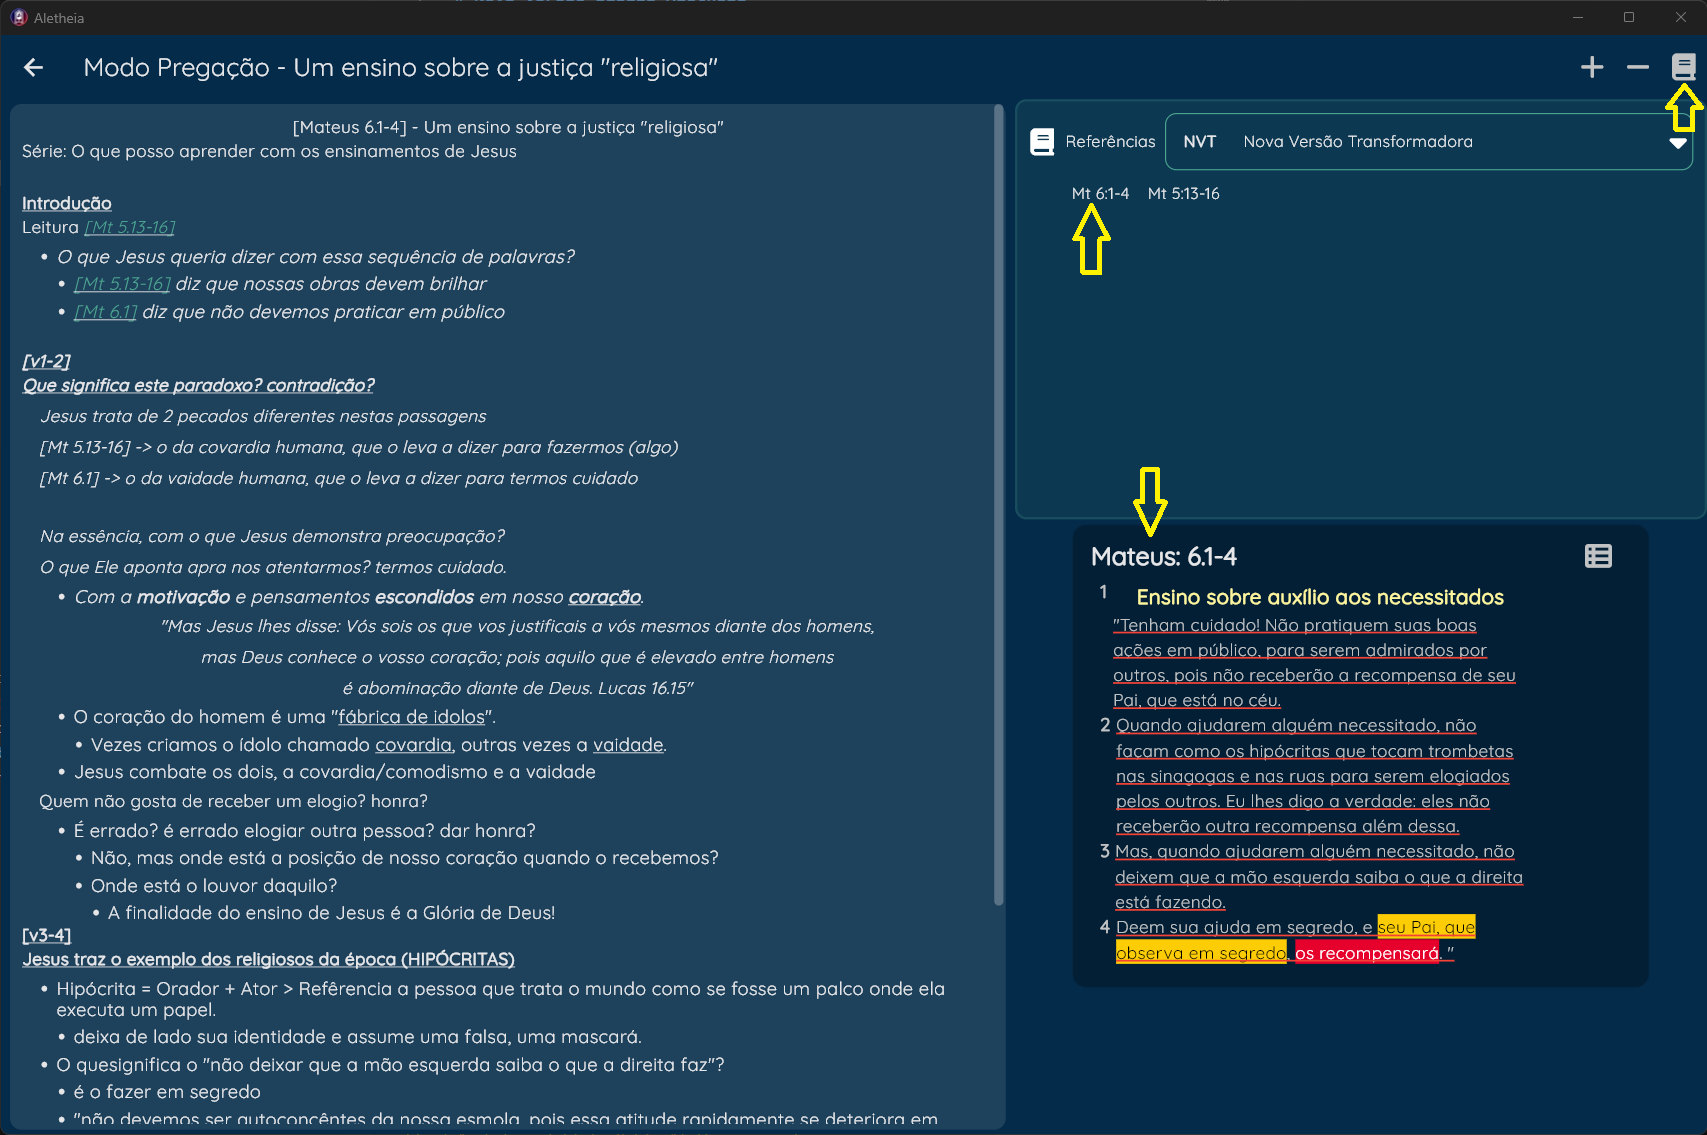 Aletheia
Modo Pregação - Um ensino sobre a justiça "religiosa"
[Mateus 6.1-4] - Um ensino sobre a justiça "religiosa"
Série: O que posso aprender com os ensinamentos de Jesus
Introdução
Leitura [Mt 5.13-16]
• O que Jesus queria dizer com essa sequência de palavras?
• [Mt 5.13-16] diz que nossas obras devem brilhar
• [Mt 6.1] diz que não devemos praticar em público
[v1-2]
Que significa este paradoxo? contradição?
Jesus trata de 2 pecados diferentes nestas passagens
[Mt 5.13-16] -> o da covardia humana, que o leva a dizer para fazermos (algo)
[Mt 6.1] -> o da vaidade humana, que o leva a dizer para termos cuidado
Na essência, com o que Jesus demonstra preocupação?
O que Ele aponta apra nos atentarmos? termos cuidado.
• Com a motivação e pensamentos escondidos em nosso coração.
"Mas Jesus lhes disse: Vós sois os que vos justificais a vós mesmos diante dos homens,
mas Deus conhece o vosso coração; pois aquilo que é elevado entre homens
é abominação diante de Deus. Lucas 16.15"
• O coração do homem é uma "fábrica de idolos".
• Vezes criamos o ídolo chamado covardia, outras vezes a vaidade.
• Jesus combate os dois, a covardia/comodismo e a vaidade
Quem não gosta de receber um elogio? honra?
• É errado? é errado elogiar outra pessoa? dar honra?
• Não, mas onde está a posição de nosso coração quando o recebemos?
• Onde está o louvor daquilo?
• A finalidade do ensino de Jesus é a Glória de Deus!
[v3-4]
Jesus traz o exemplo dos religiosos da época (HIPÓCRITAS)
• Hipócrita = Orador + Ator > Refêrencia a pessoa que trata o mundo como se fosse um palco onde ela
executa um papel.
• deixa de lado sua identidade e assume uma falsa, uma mascará.
• O quesignifica o "não deixar que a mão esquerda saiba o que a direita faz"?
• é o fazer em segredo
• "não devemos ser autoconcêntes da nossa esmola, pois essa atitude rapidamente se deteriora em
Referências
NVT Nova Versão Transformadora
Mt 6:1-4 Mt 5:13-16
Mateus: 6.1-4
1 Ensino sobre auxílio aos necessitados
"Tenham cuidado! Não pratiquem suas boas
ações em público, para serem admirados por
outros, pois não receberão a recompensa de seu
Pai, que está no céu.
2 Quando ajudarem alguém necessitado, não
façam como os hipócritas que tocam trombetas
nas sinagogas e nas ruas para serem elogiados
pelos outros. Eu lhes digo a verdade: eles não
receberão outra recompensa além dessa.
3 Mas, quando ajudarem alguém necessitado, não
deixem que a mão esquerda saiba o que a direita
está fazendo.
4 Deem sua ajuda em segredo, e seu Pai, que
observa em segredo, os recompensará. "